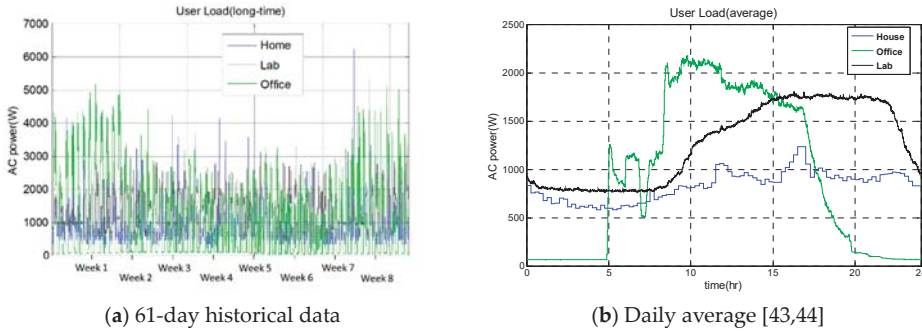 User Load(long-time)
7000
6000
5000
4000
3000
2000
1000
0
AC power(W)
Home
Lab
Office
Week 1
Week 2
Week 3
Week 4
Week 5
Week 6
Week 7
Week 8
(a) 61-day historical data
User Load(average)
2500
2000
1500
1000
500
0
AC power(W)
House
Office
Lab
0
5
10
15
20
24
time(hr)
(b) Daily average [43,44]